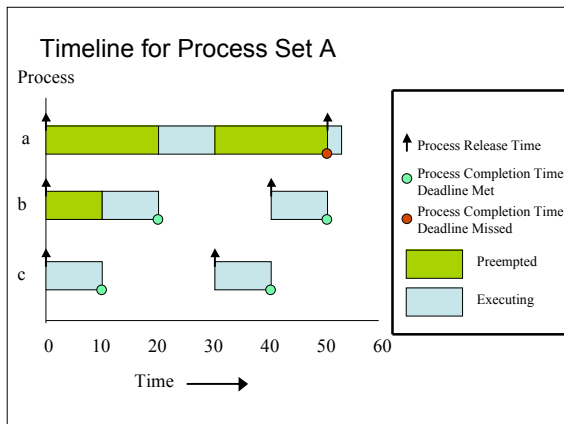 Timeline for Process Set A
Process
a
b
c
0 10 20 30 40 50 60
Time
Process Release Time
Process Completion Time
Deadline Met
Process Completion Time
Deadline Missed
Preempted
Executing